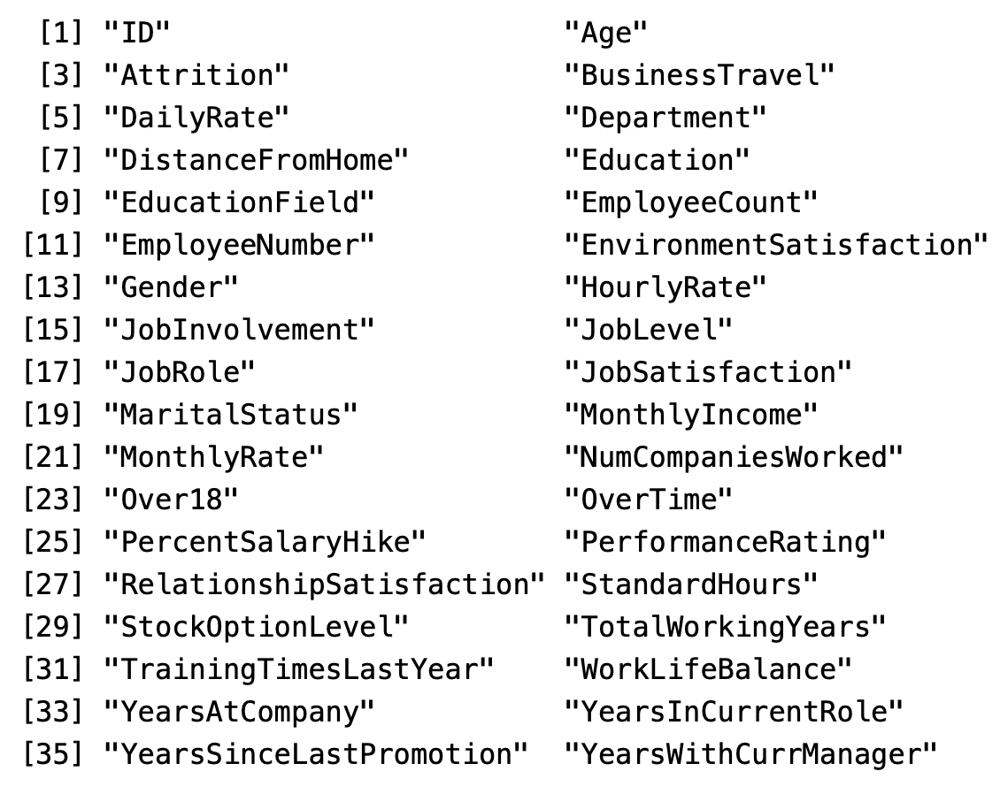 [1] "ID" "Age"
[3] "Attrition" "BusinessTravel"
[5] "DailyRate" "Department"
[7] "DistanceFromHome" "Education"
[9] "EducationField" "EmployeeCount"
[11] "EmployeeNumber" "EnvironmentSatisfaction"
[13] "Gender" "HourlyRate"
[15] "JobInvolvement" "JobLevel"
[17] "JobRole" "JobSatisfaction"
[19] "MaritalStatus" "MonthlyIncome"
[21] "MonthlyRate" "NumCompaniesWorked"
[23] "Over18" "OverTime"
[25] "PercentSalaryHike" "PerformanceRating"
[27] "RelationshipSatisfaction" "StandardHours"
[29] "StockOptionLevel" "TotalWorkingYears"
[31] "TrainingTimesLastYear" "WorkLifeBalance"
[33] "YearsAtCompany" "YearsInCurrentRole"
[35] "YearsSinceLastPromotion" "YearsWithCurrManager"